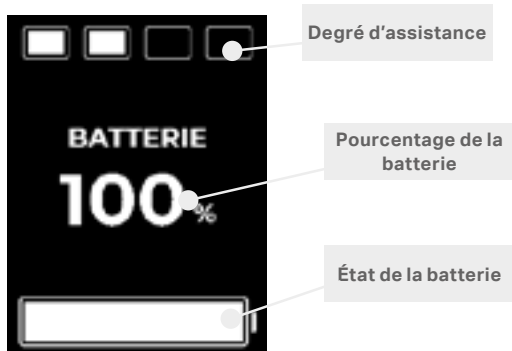 Degré d'assistance
BATTERIE
100%
Pourcentage de la
batterie
État de la batterie